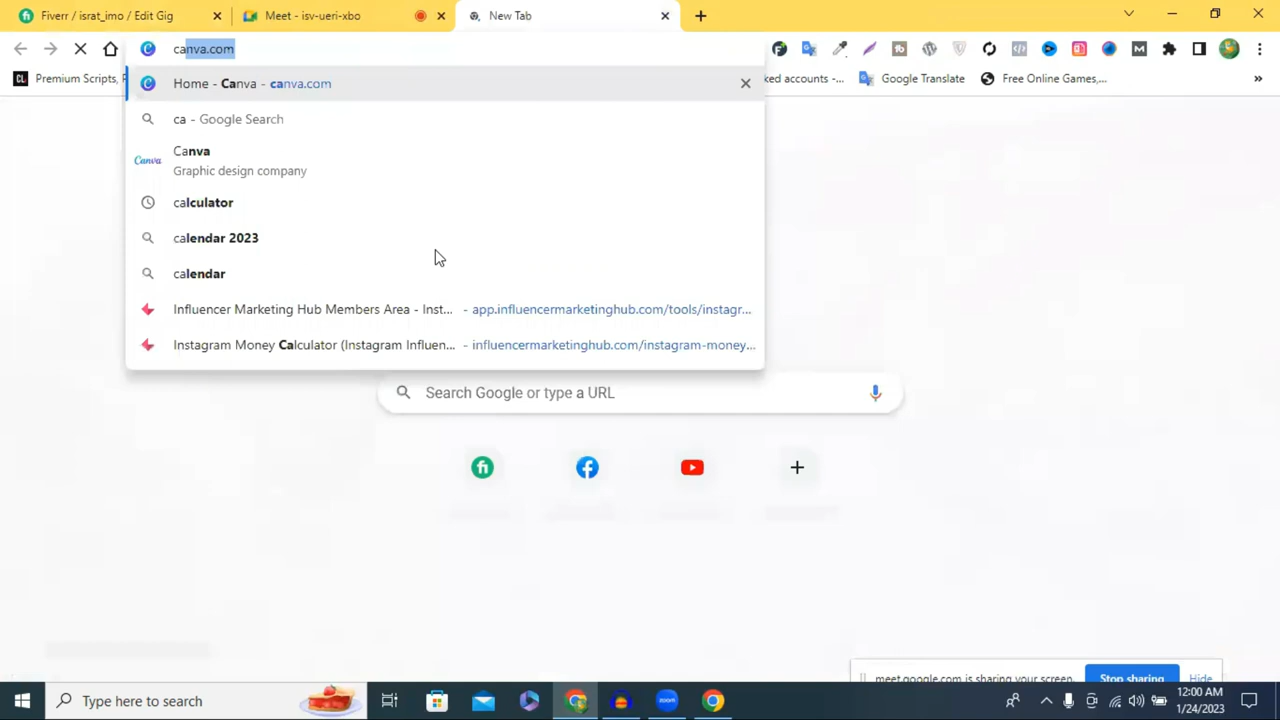 Fiverr / israt_imo / Edit Gig
Meet - isv-ueri-xbo
New Tab
canva.com
Premium Scripts,
ked accounts -...
Google Translate
Free Online Games,...
Home - Canva - canva.com
ca - Google Search
Canva
Canva
Graphic design company
calculator
calendar 2023
calendar
Influencer Marketing Hub Members Area - Inst... - app.influencermarketinghub.com/tools/instagr...
Instagram Money Calculator (Instagram Influen... - influencermarketinghub.com/instagram-money...
Search Google or type a URL
meet.google.com is sharing your screen.
Stop sharing
Hide
Type here to search
zoom
12:00 AM
1/24/2023